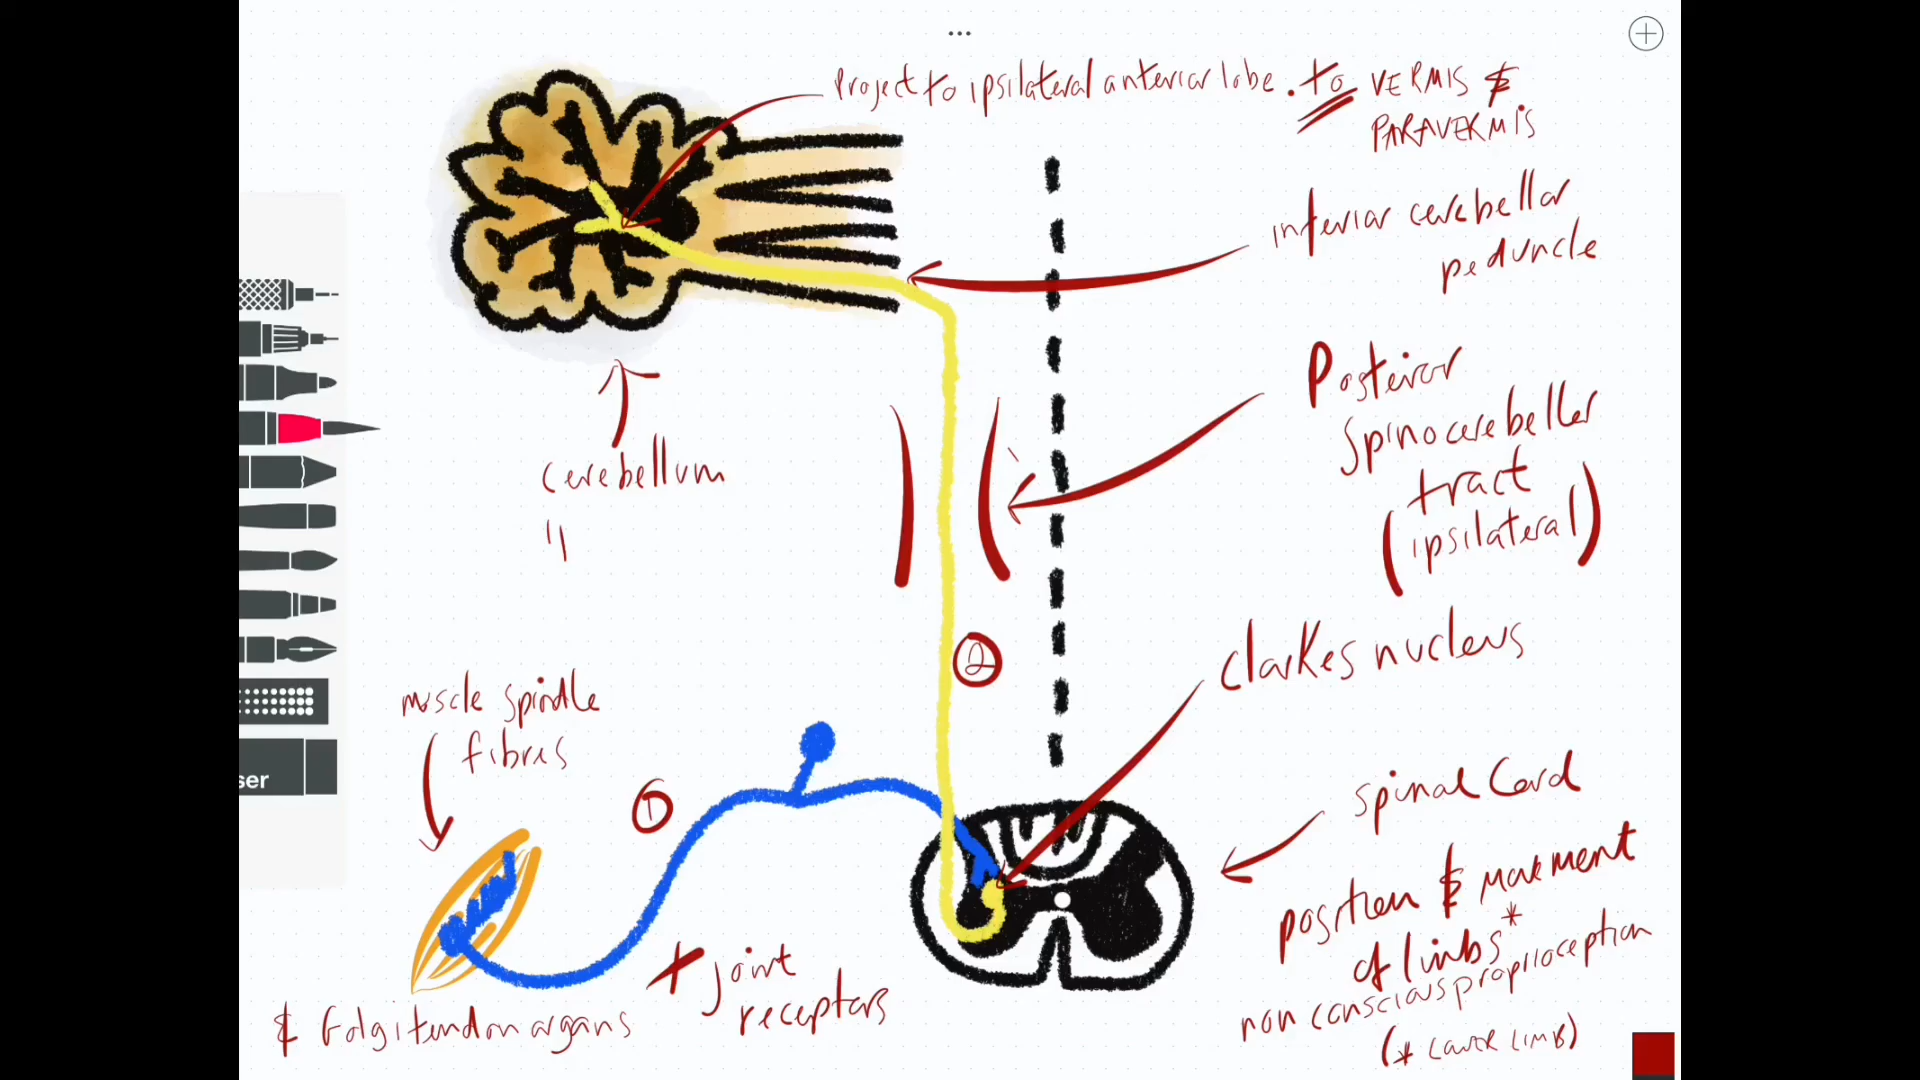 Project to ipsilateral anterior lobe . to VERMIS &
PARAVERMIS
inferior cerebellar
peduncle
Posterior
Spinocerebeller
tract
(ipsilateral)
cerebellum
2
Clarkes nucleus
muscle spindle
fibres
1
spinal Cord
ser
position & movement
of limbs*
non conscious proprioception
(* lower limb)
+ joint
receptors
& Golgi tendon organs